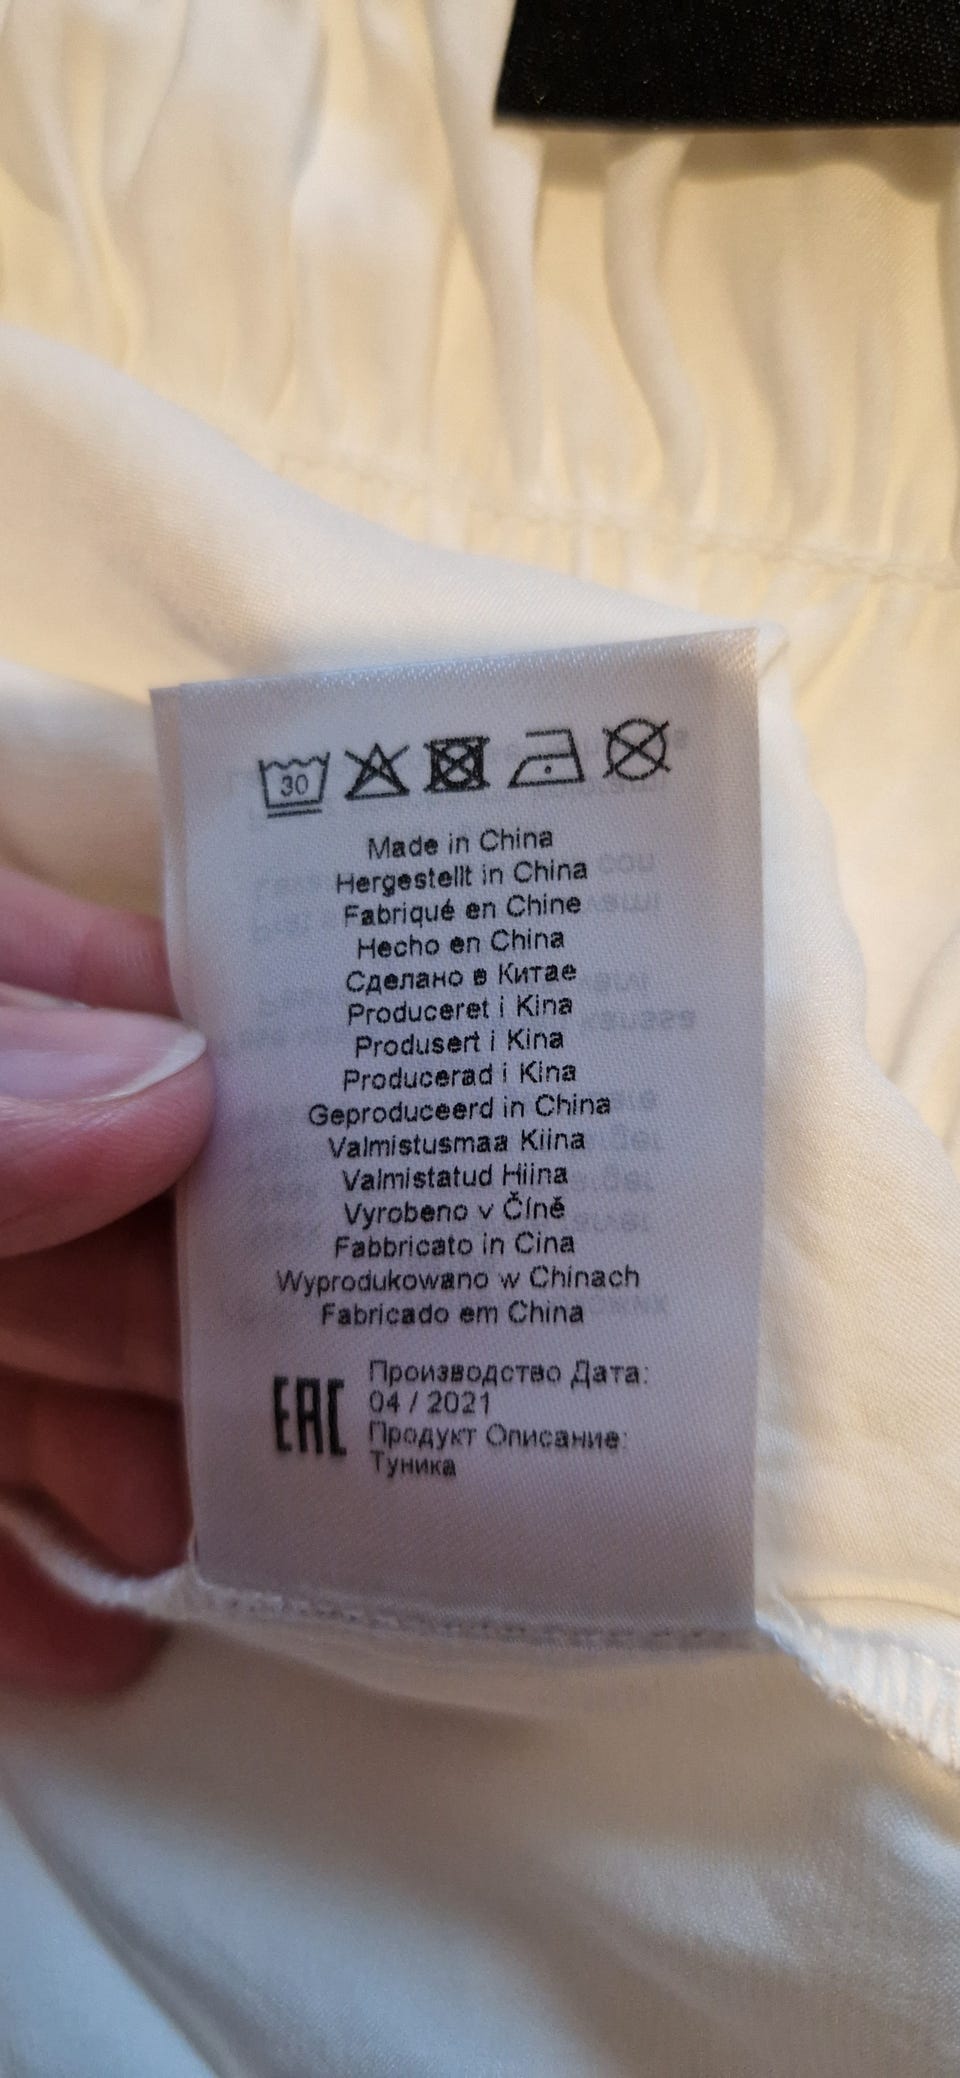 30
Made in China
Hergestellt in China
Fabriqué en Chine
Hecho en China
Сделано в Китае
Produceret i Kina
Produsert i Kina
Producerad i Kina
Geproduceerd in China
Valmistusmaa Kiina
Valmistatud Hiina
Vyrobeno v Číně
Fabbricato in Cina
Wyprodukowano w Chinach
Fabricado em China
EAC
Производство Дата:
04 / 2021
Продукт Описание:
Туника